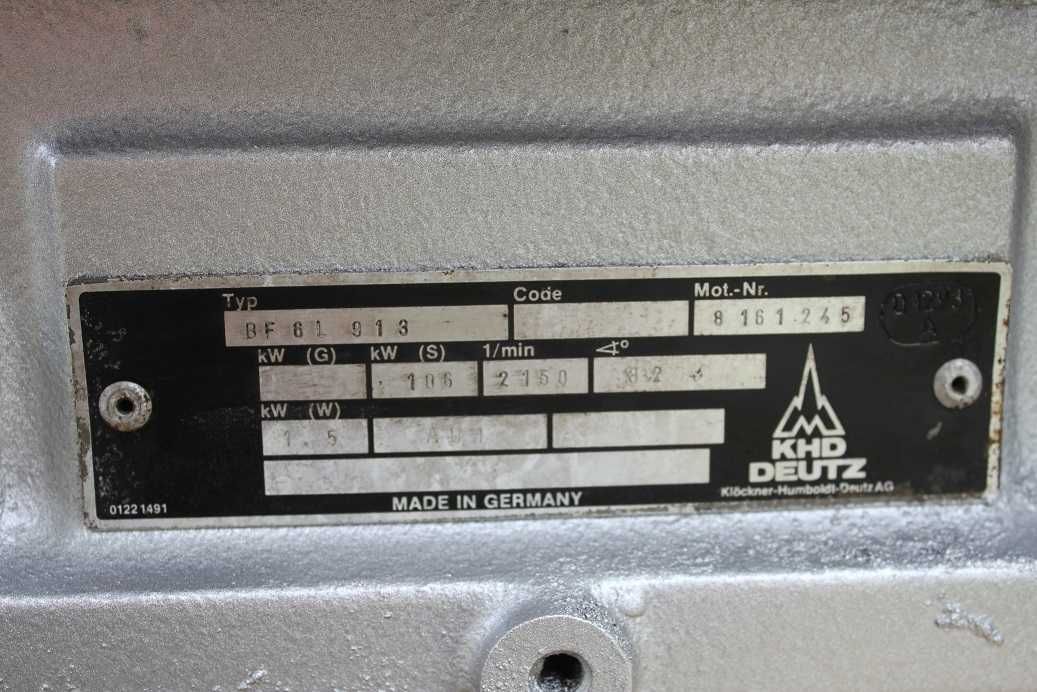 Typ Code Mot.-Nr.
BF 6L 913 8 161 245
kW (G) kW (S) 1/min ∢°
106 2150
kW (W)
1.5
KHD
DEUTZ
Klöckner-Humboldt-Deutz AG
MADE IN GERMANY
0122 1491